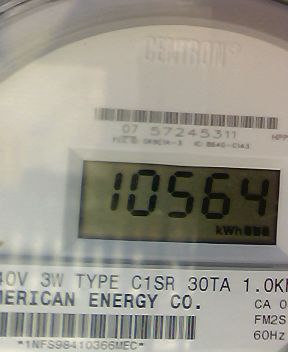 CENTRON®
07 57245311
10564
kWh
40V 3W TYPE C1SR 30TA 1.0K
MERICAN ENERGY CO.
CA 0
FM2S
60Hz
*1NFS98410366MEC*